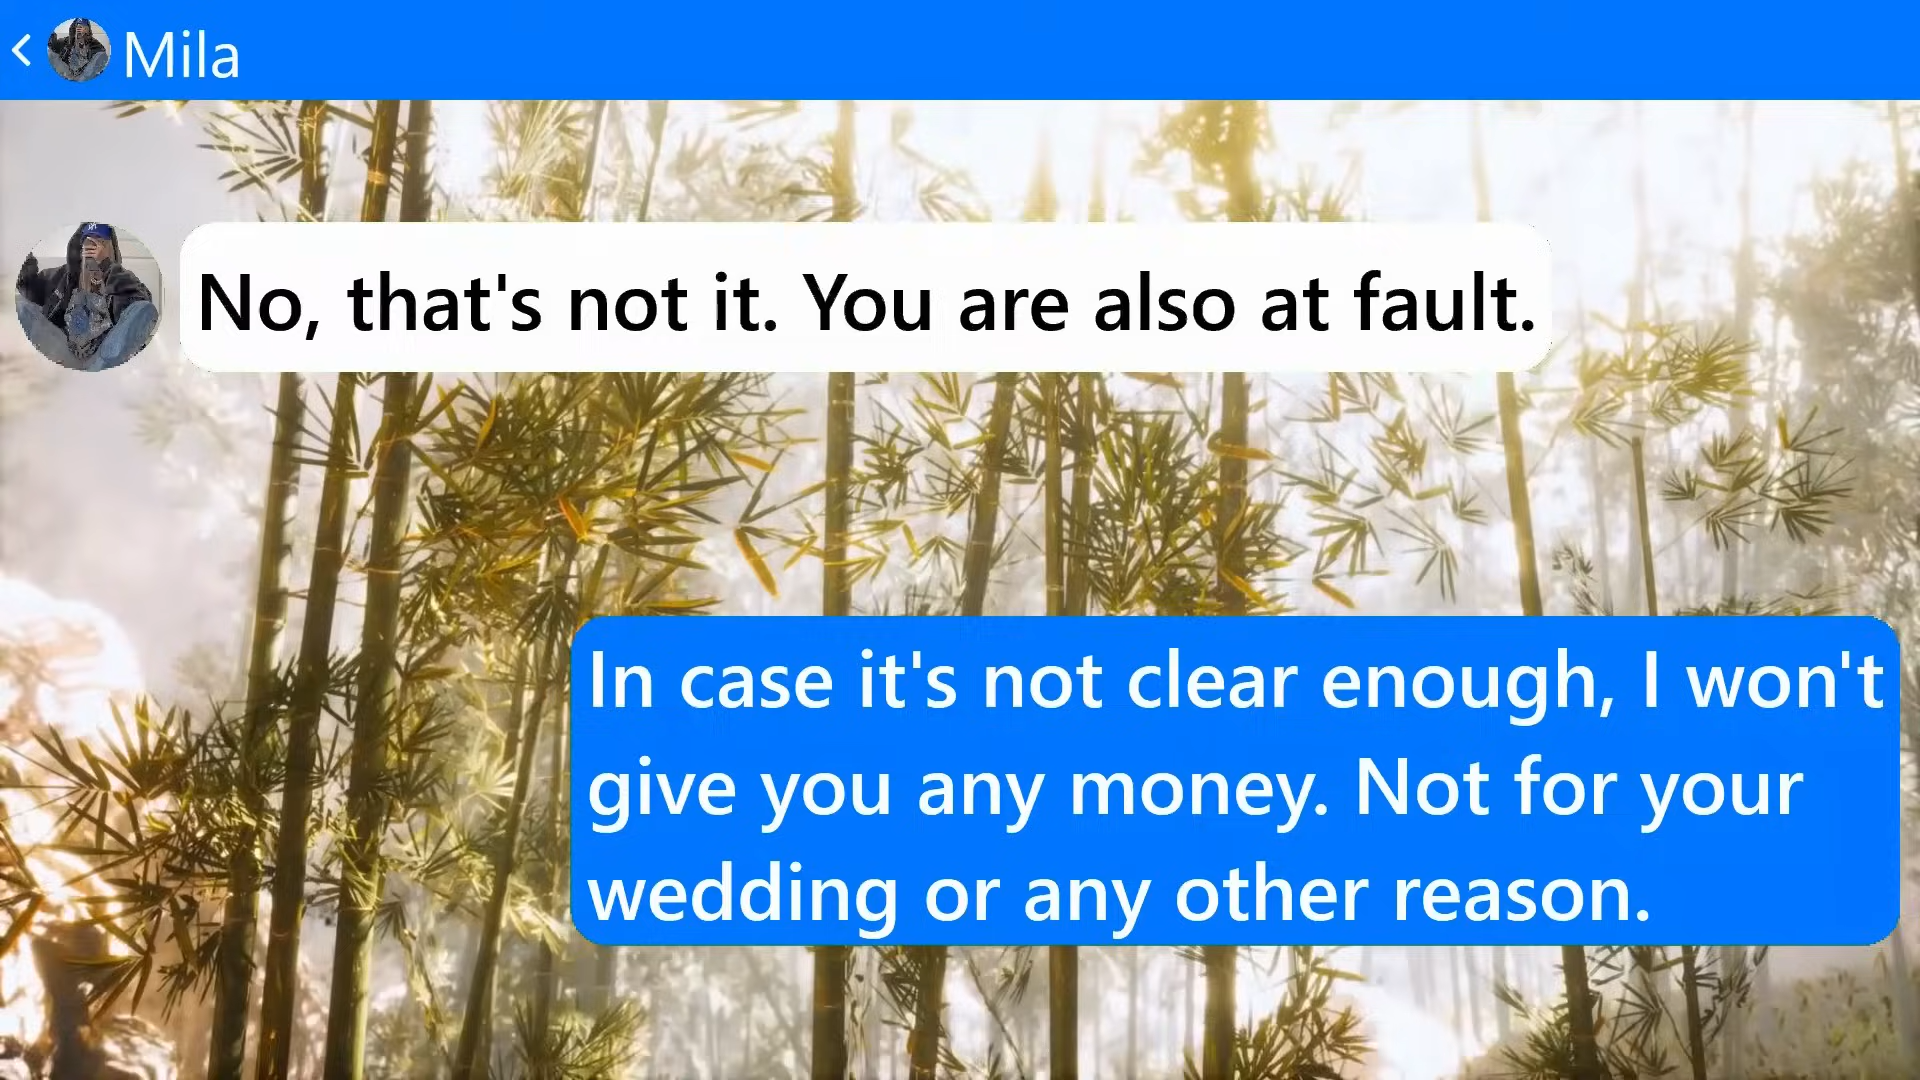 Mila
No, that's not it. You are also at fault.
In case it's not clear enough, I won't
give you any money. Not for your
wedding or any other reason.